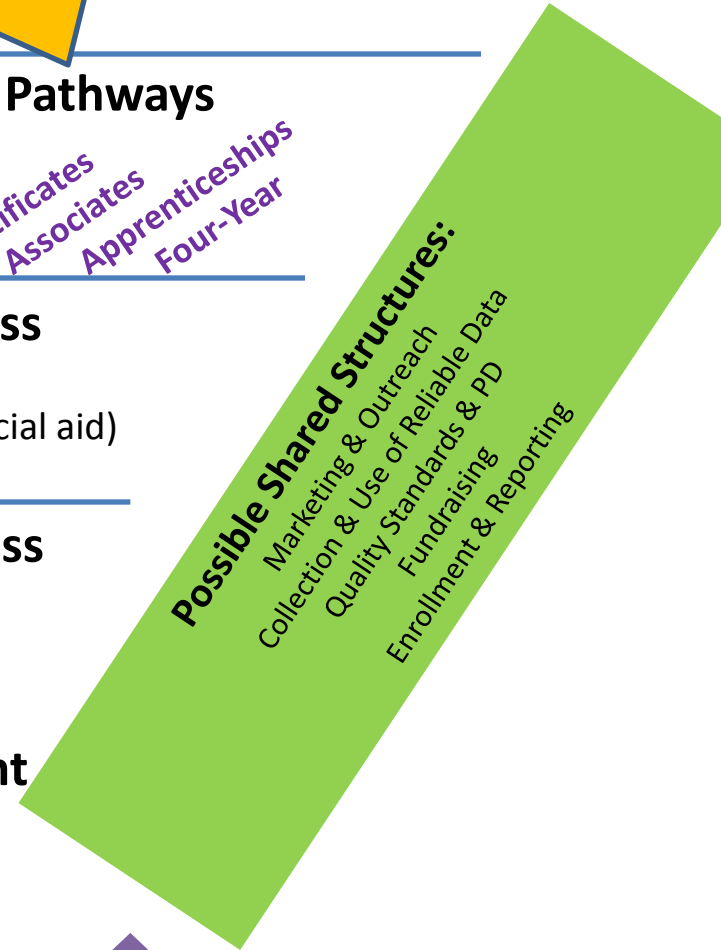 Pathways
ificates
Associates
Apprenticeships
Four-Year
ss
cial aid)
ss
nt
Possible Shared Structures:
Marketing & Outreach
Collection & Use of Reliable Data
Quality Standards & PD
Fundraising
Enrollment & Reporting